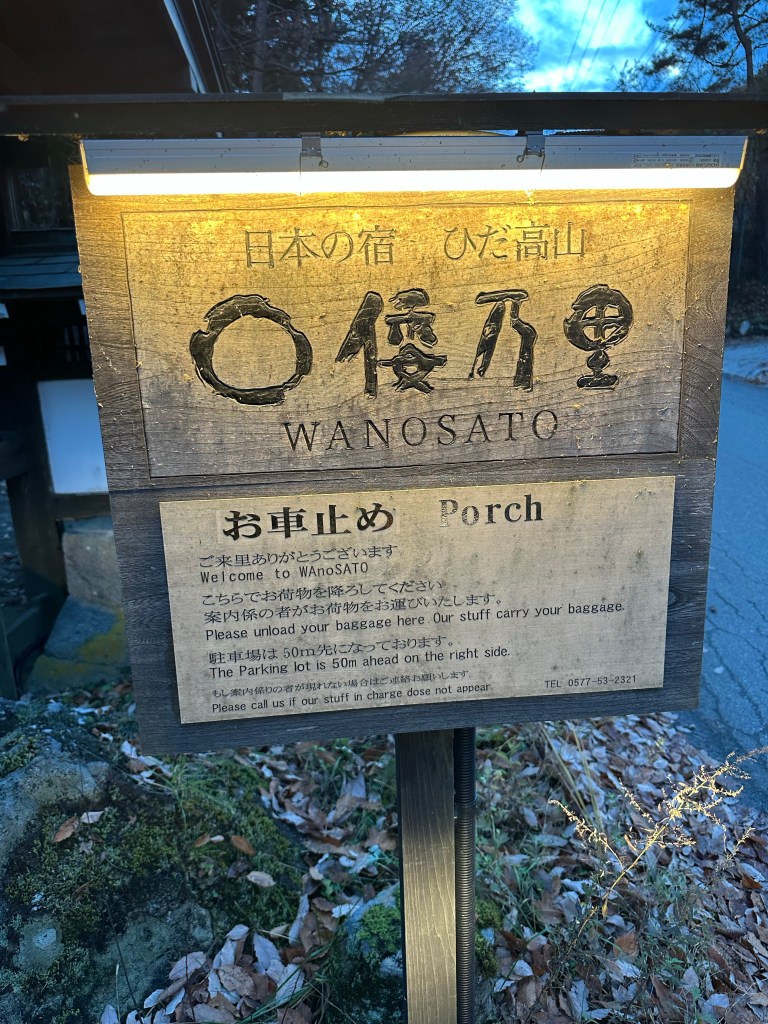 日本の宿 ひだ高山
〇倭乃里
WANOSATO
お車止め Porch
ご来里ありがとうございます
Welcome to WAnoSATO
こちらでお荷物を降ろしてください
案内係の者がお荷物をお運びいたします。
Please unload your baggage here.Our stuff carry your baggage.
駐車場は50m先になっております。
The Parking lot is 50m ahead on the right side.
もし案内係りの者が現れない場合はご連絡お願いします
Please call us if our stuff in charge dose not appear
TEL 0577-53-2321